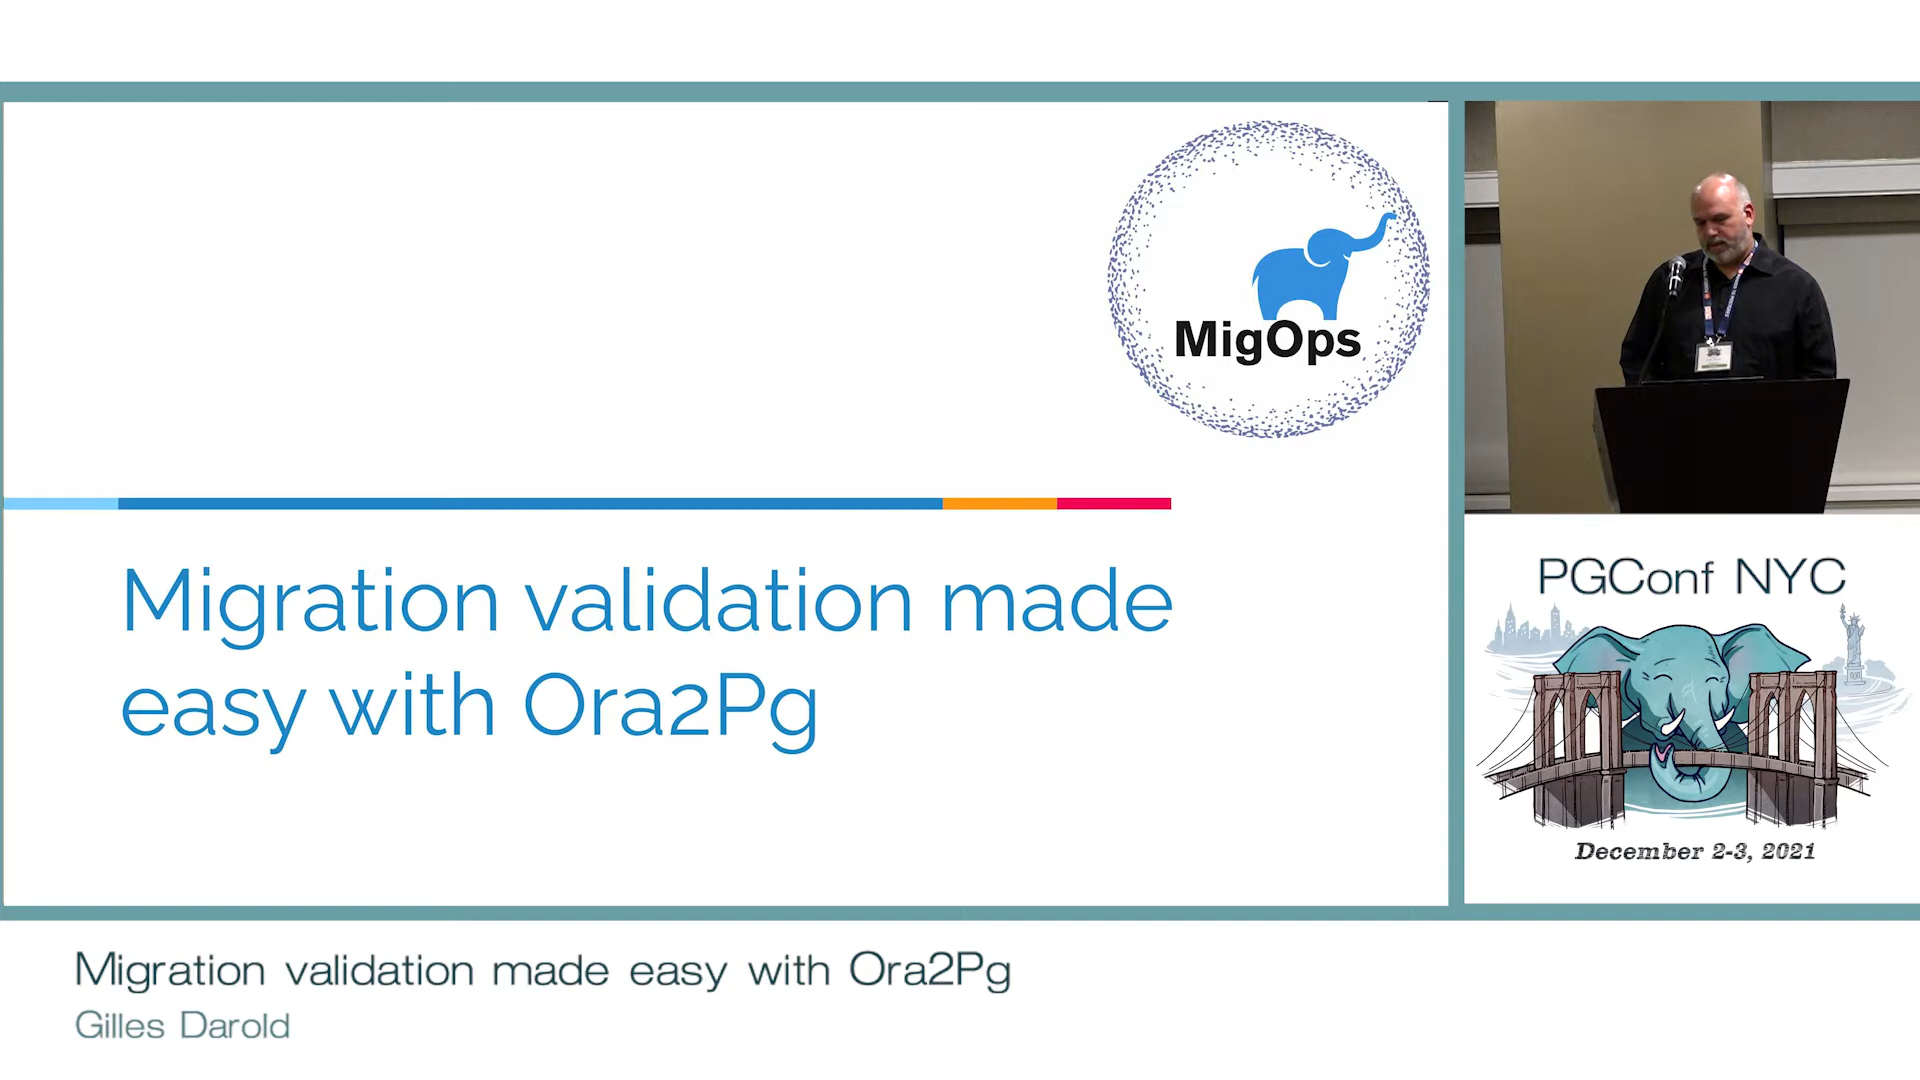 MigOps
Migration validation made
easy with Ora2Pg
PGConf NYC
December 2-3, 2021
Migration validation made easy with Ora2Pg
Gilles Darold